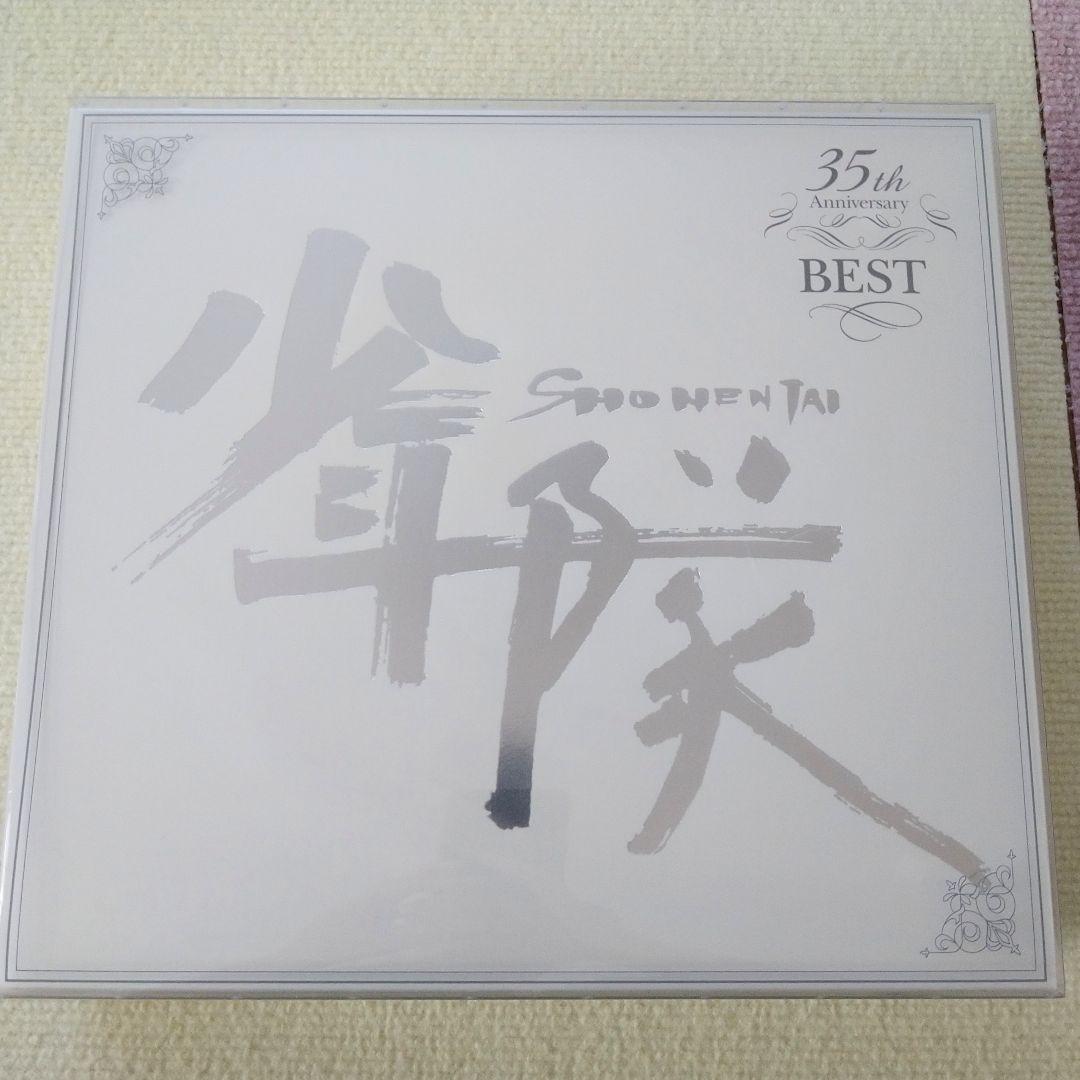 35th
Anniversary
BEST
SHONENTAI
少年隊